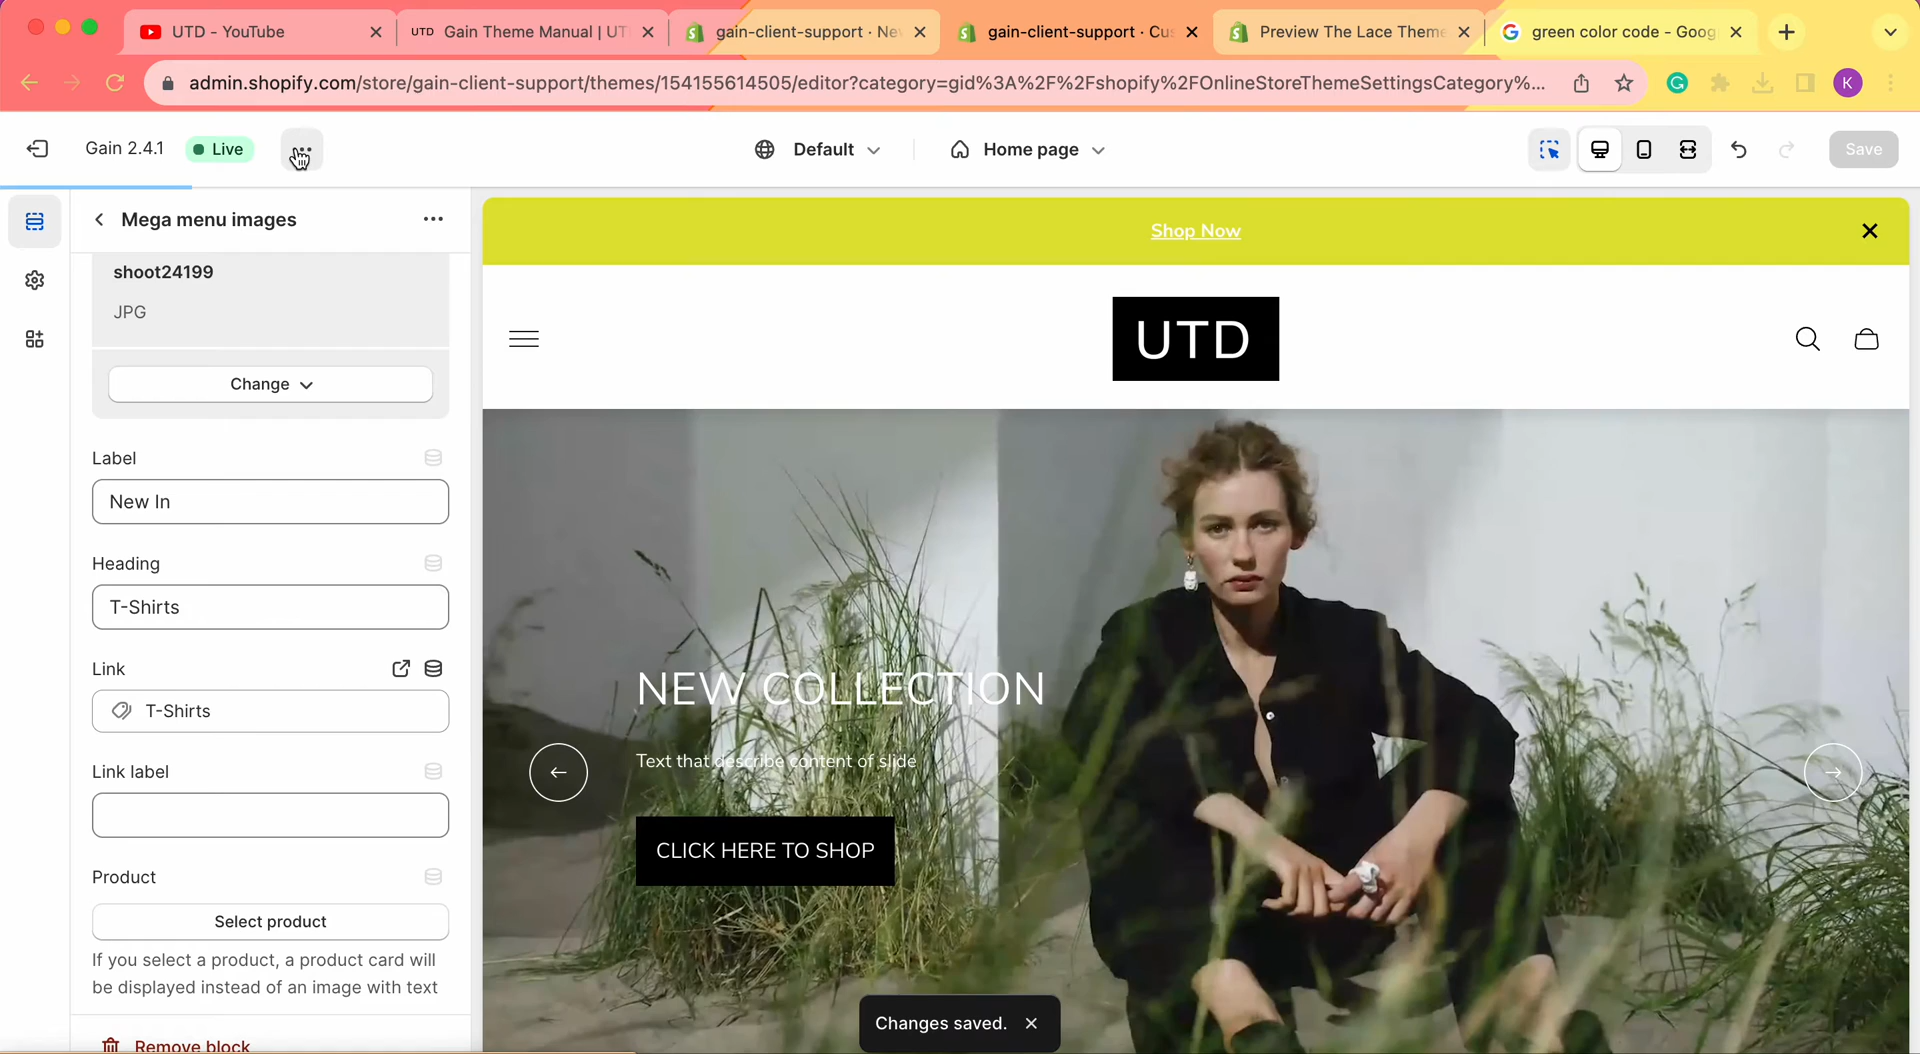 UTD - YouTube
UTD Gain Theme Manual | UT
gain-client-support · Ne
gain-client-support · Cus
Preview The Lace Theme
green color code - Goog
admin.shopify.com/store/gain-client-support/themes/154155614505/editor?category=gid%3A%2F%2Fshopify%2FOnlineStoreThemeSettingsCategory%...
K
Gain 2.4.1
Live
Default
Home page
Save
Mega menu images
shoot24199
JPG
Change
Label
New In
Heading
T-Shirts
Link
T-Shirts
Link label
Product
Select product
If you select a product, a product card will
be displayed instead of an image with text
Remove block
Shop Now
UTD
NEW COLLECTION
Text that describe content of slide
CLICK HERE TO SHOP
Changes saved.